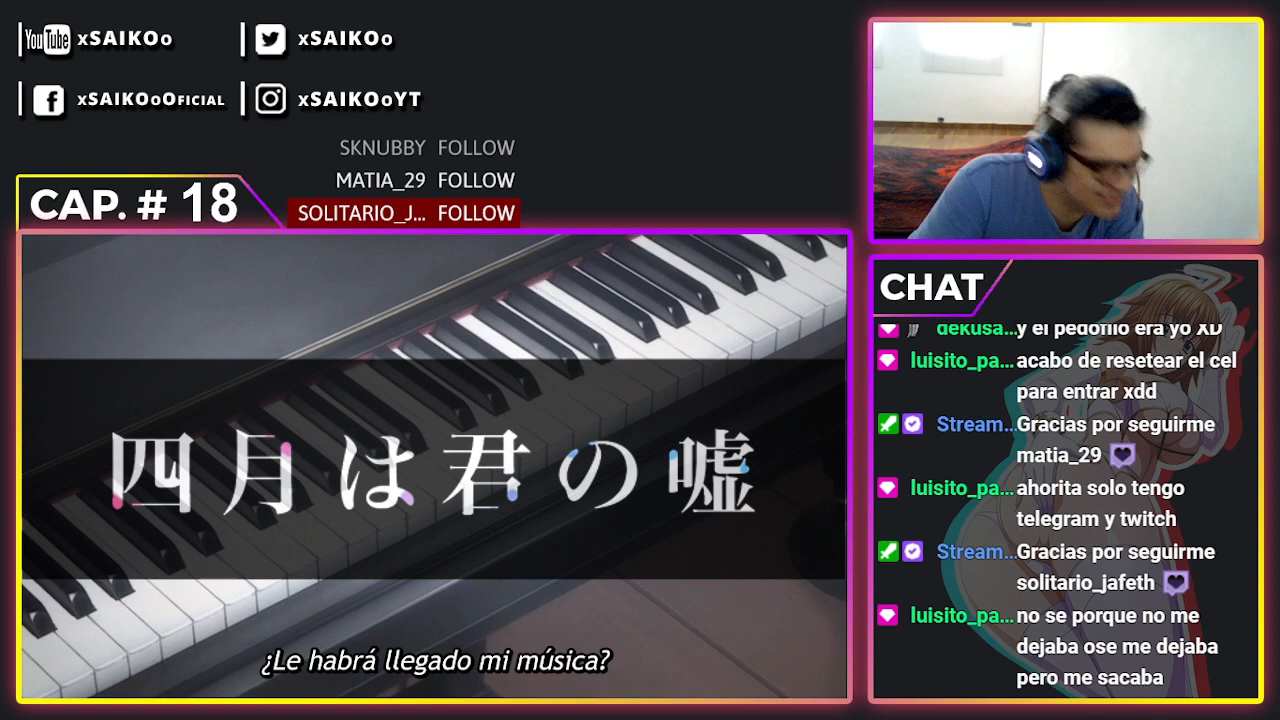 YouTube xSAIKOo
xSAIKOo
xSAIKOoOficial
xSAIKOoYT
SKNUBBY FOLLOW
MATIA_29 FOLLOW
SOLITARIO_J... FOLLOW
CAP. # 18
四月は君の嘘
¿Le habrá llegado mi música?
CHAT
dekusa... y el pedofilo era yo XD
luisito_pa... acabo de resetear el cel
para entrar xdd
Stream... Gracias por seguirme
matia_29
luisito_pa... ahorita solo tengo
telegram y twitch
Stream... Gracias por seguirme
solitario_jafeth
luisito_pa... no se porque no me
dejaba ose me dejaba
pero me sacaba